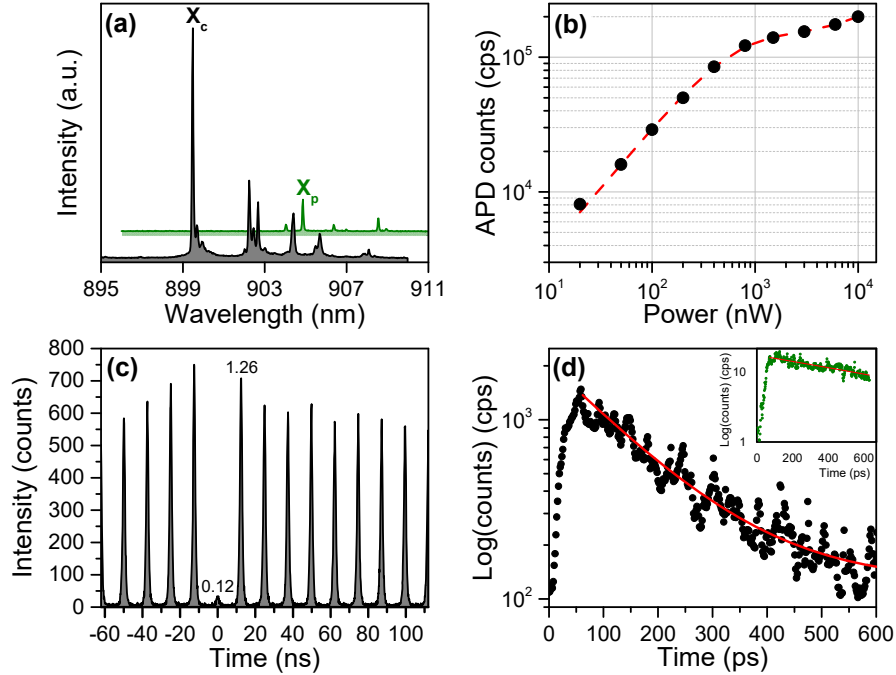 (a)
X_c
X_p
Intensity (a.u.)
895 899 903 907 911
Wavelength (nm)
(b)
APD counts (cps)
10^5
10^4
10^1 10^2 10^3 10^4
Power (nW)
(c)
Intensity (counts)
800
700
600
500
400
300
200
100
0
1.26
0.12
-60 -40 -20 0 20 40 60 80 100
Time (ns)
(d)
Log(counts) (cps)
10^3
10^2
0 100 200 300 400 500 600
Time (ps)
Log(counts) (cps)
10
1
0 200 400 600
Time (ps)